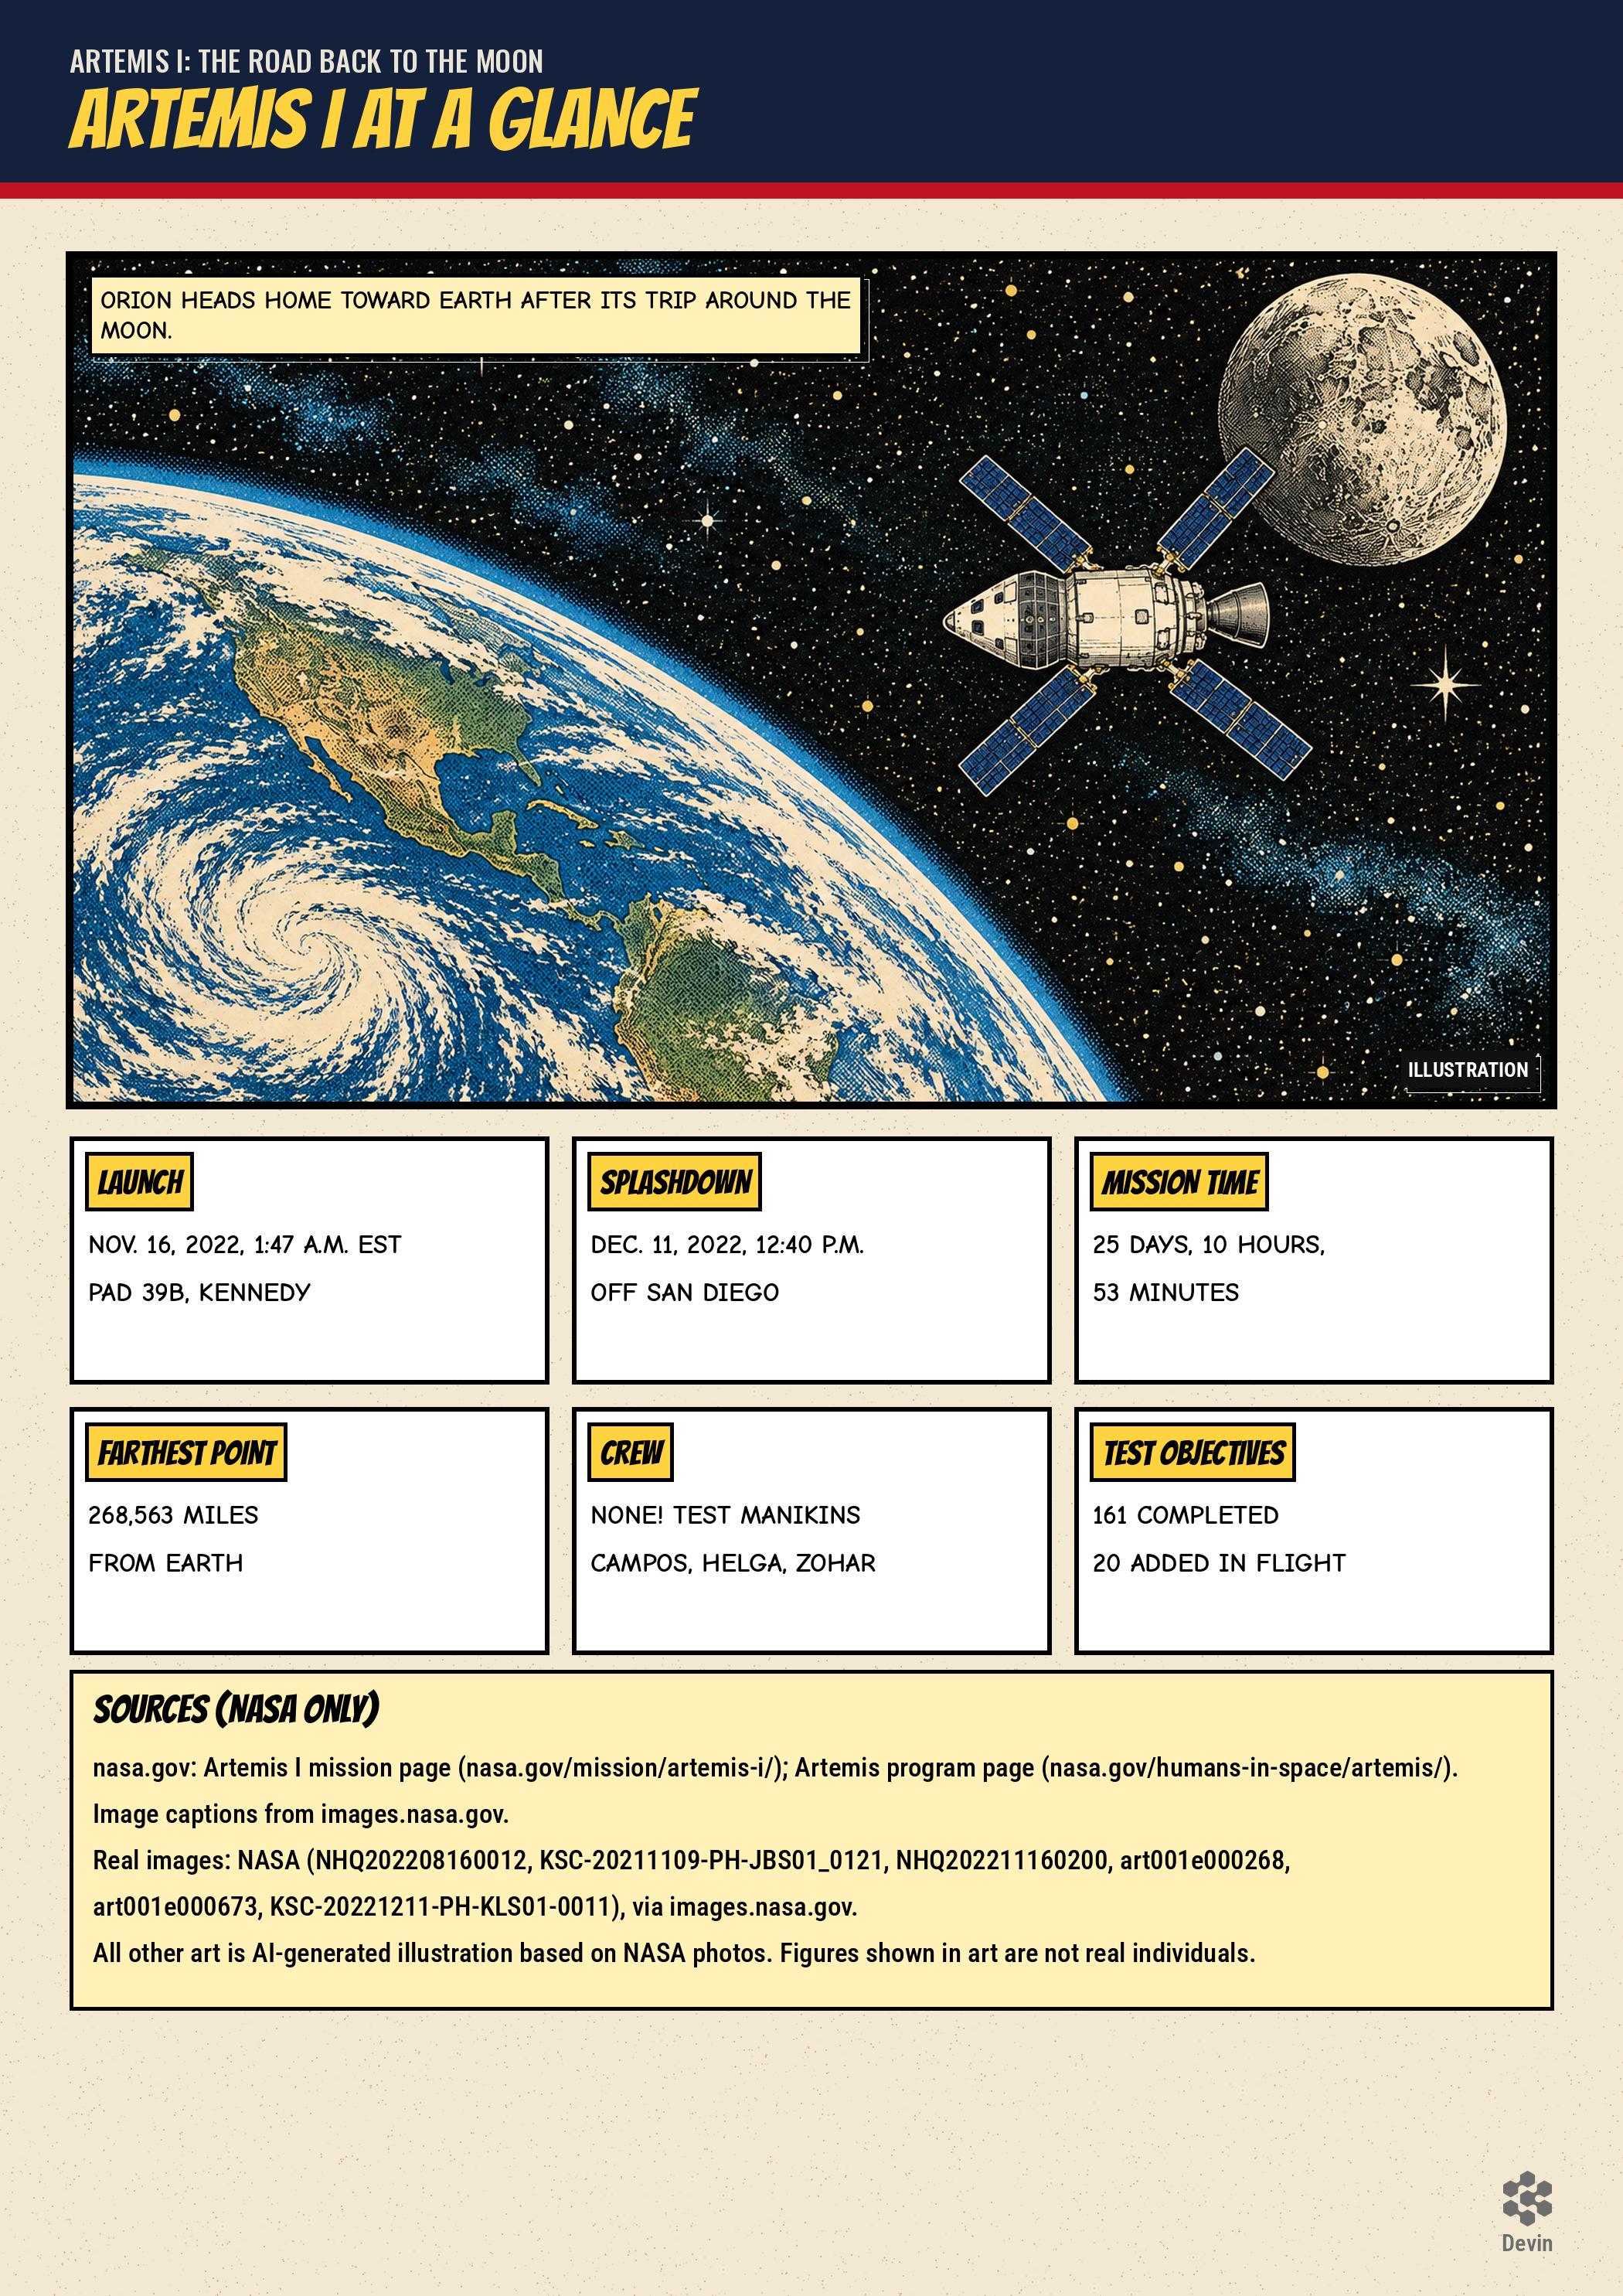 ARTEMIS I: THE ROAD BACK TO THE MOON
ARTEMIS I AT A GLANCE
ORION HEADS HOME TOWARD EARTH AFTER ITS TRIP AROUND THE
MOON.
ILLUSTRATION
LAUNCH
NOV. 16, 2022, 1:47 A.M. EST
PAD 39B, KENNEDY
SPLASHDOWN
DEC. 11, 2022, 12:40 P.M.
OFF SAN DIEGO
MISSION TIME
25 DAYS, 10 HOURS,
53 MINUTES
FARTHEST POINT
268,563 MILES
FROM EARTH
CREW
NONE! TEST MANIKINS
CAMPOS, HELGA, ZOHAR
TEST OBJECTIVES
161 COMPLETED
20 ADDED IN FLIGHT
SOURCES (NASA ONLY)
nasa.gov: Artemis I mission page (nasa.gov/mission/artemis-i/); Artemis program page (nasa.gov/humans-in-space/artemis/).
Image captions from images.nasa.gov.
Real images: NASA (NHQ202208160012, KSC-20211109-PH-JBS01_0121, NHQ202211160200, art001e000268,
art001e000673, KSC-20221211-PH-KLS01-0011), via images.nasa.gov.
All other art is AI-generated illustration based on NASA photos. Figures shown in art are not real individuals.
Devin